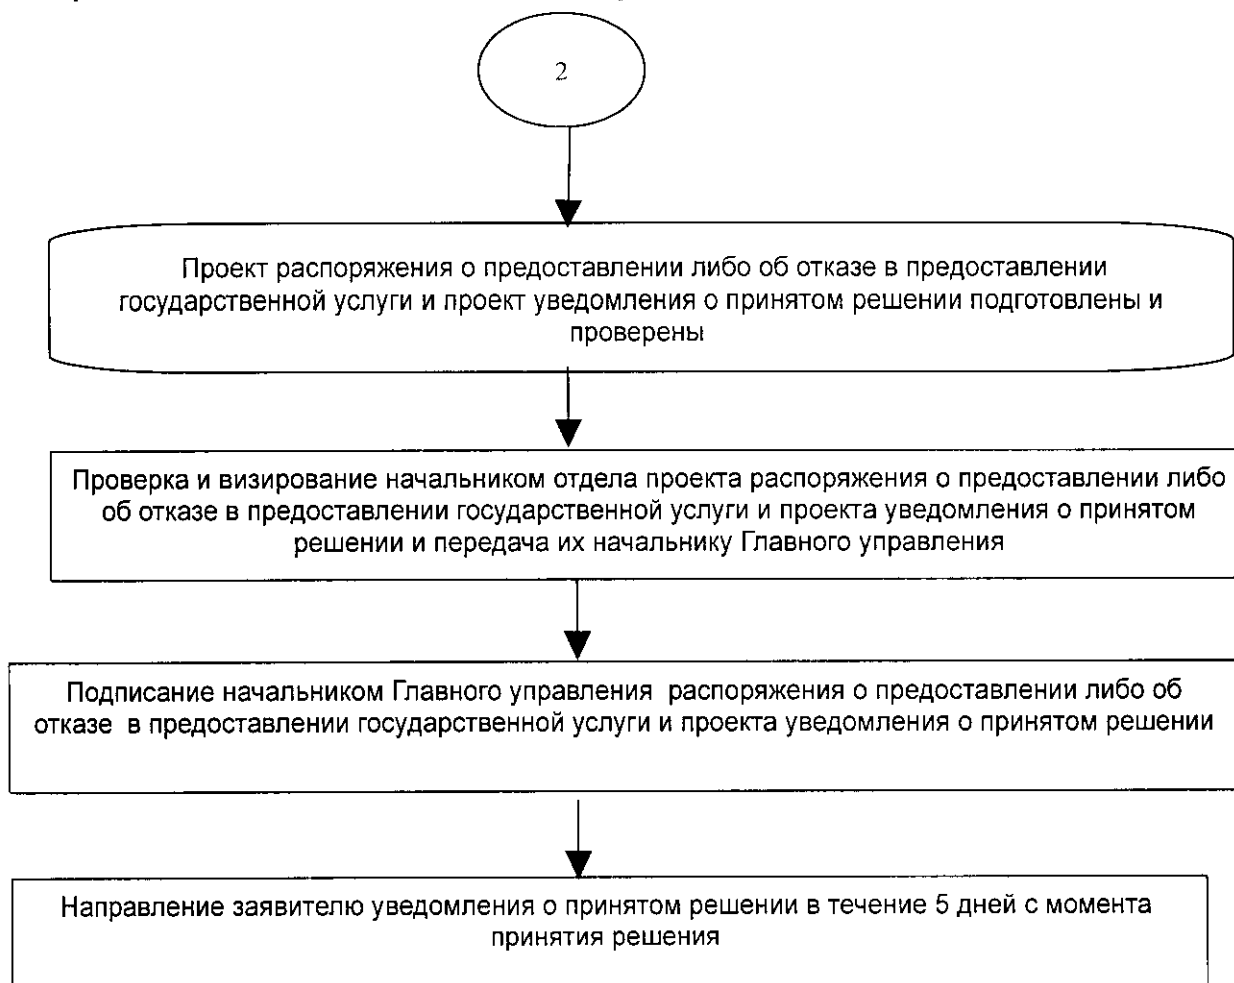 2
Проект распоряжения о предоставлении либо об отказе в предоставлении
государственной услуги и проект уведомления о принятом решении подготовлены и
проверены
Проверка и визирование начальником отдела проекта распоряжения о предоставлении либо
об отказе в предоставлении государственной услуги и проекта уведомления о принятом
решении и передача их начальнику Главного управления
Подписание начальником Главного управления распоряжения о предоставлении либо об
отказе в предоставлении государственной услуги и проекта уведомления о принятом решении
Направление заявителю уведомления о принятом решении в течение 5 дней с момента
принятия решения